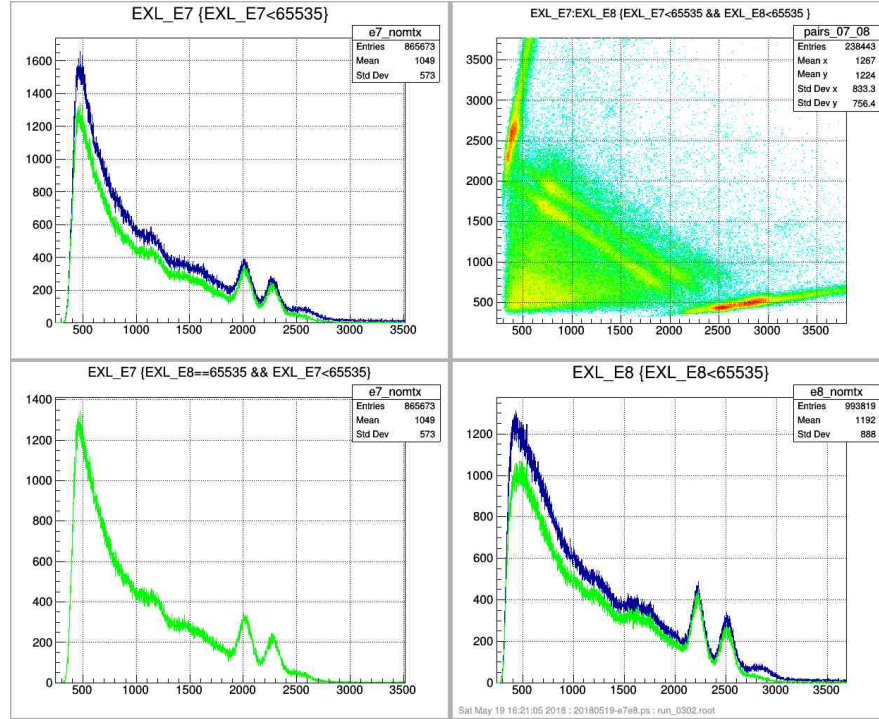 EXL_E7 {EXL_E7<65535}
e7_nomtx
Entries 865673
Mean 1049
Std Dev 573
1600
1400
1200
1000
800
600
400
200
0
500 1000 1500 2000 2500 3000 3500
EXL_E7:EXL_E8 {EXL_E7<65535 && EXL_E8<65535 }
pairs_07_08
Entries 238443
Mean x 1267
Mean y 1224
Std Dev x 833.3
Std Dev y 756.4
3500
3000
2500
2000
1500
1000
500
500 1000 1500 2000 2500 3000 3500
EXL_E7 {EXL_E8==65535 && EXL_E7<65535}
e7_nomtx
Entries 865673
Mean 1049
Std Dev 573
1400
1200
1000
800
600
400
200
0
500 1000 1500 2000 2500 3000 3500
EXL_E8 {EXL_E8<65535}
e8_nomtx
Entries 993819
Mean 1192
Std Dev 888
1200
1000
800
600
400
200
0
500 1000 1500 2000 2500 3000 3500
Sat May 19 16:21:05 2018 : 20180519-e7e8.ps : run_0302.root